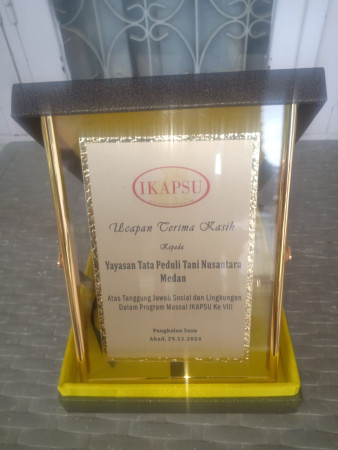 IKAPSU
Ucapan Terima Kasih
Kepada
Yayasan Tata Peduli Tani Nusantara
Medan
Atas Tanggung Jawab Sosial dan Lingkungan
Dalam Program Massal IKAPSU Ke VIII
Pangkalan Susu
Ahad, 29.12.2024